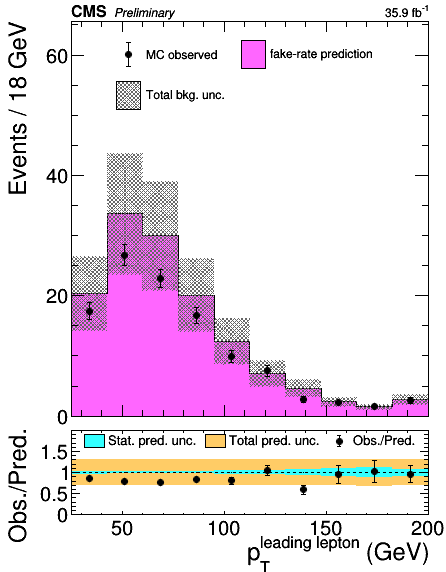 CMS Preliminary 35.9 fb⁻¹
Events / 18 GeV
60
40
20
0
MC observed
fake-rate prediction
Total bkg. unc.
Obs./Pred.
1.5
1
0.5
0
Stat. pred. unc.
Total pred. unc.
Obs./Pred.
50 100 150 200
p_T^leading lepton (GeV)